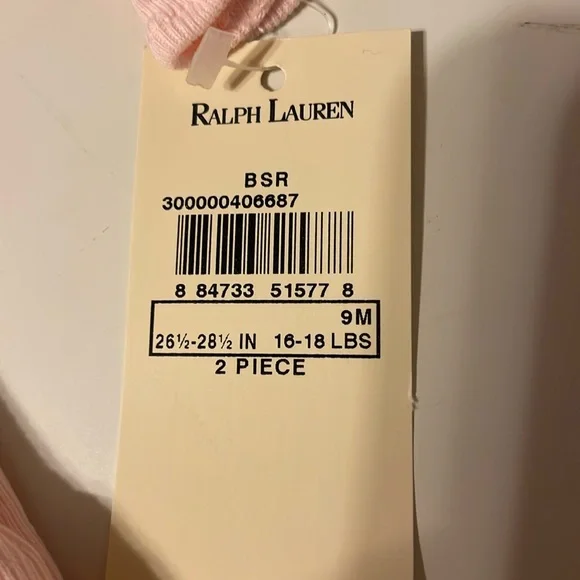 RALPH LAUREN
BSR
300000406687
8 84733 51577 8
9M
26½-28½ IN 16-18 LBS
2 PIECE